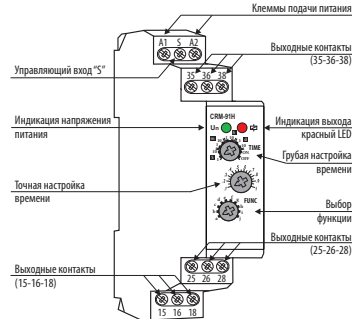 Клеммы подачи питания
A1 S A2
Выходные контакты
(35-36-38)
Управляющий вход "S"
35 36 38
CRM-91H
Un
Индикация напряжения
питания
Индикация выхода
красный LED
TIME
ON
OFF
Грубая настройка
времени
Точная настройка
времени
FUNC
Выбор
функции
Выходные контакты
(25-26-28)
25 26 28
Выходные контакты
(15-16-18)
15 16 18